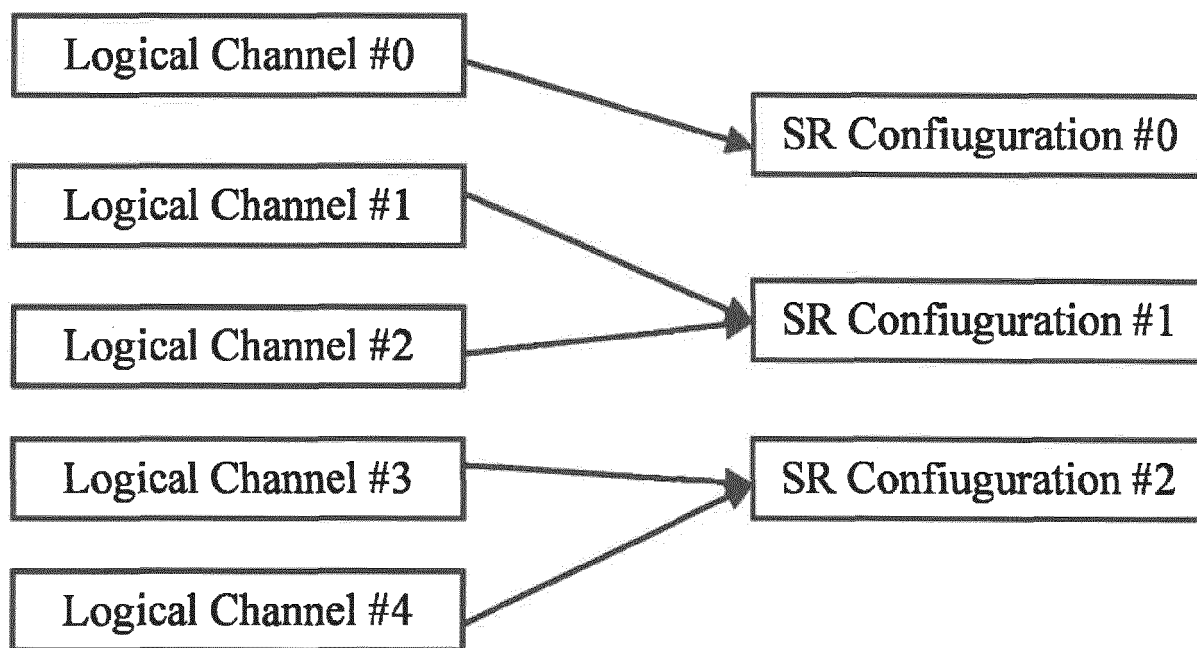 Logical Channel #0
Logical Channel #1
Logical Channel #2
Logical Channel #3
Logical Channel #4
SR Confiuguration #0
SR Confiuguration #1
SR Confiuguration #2